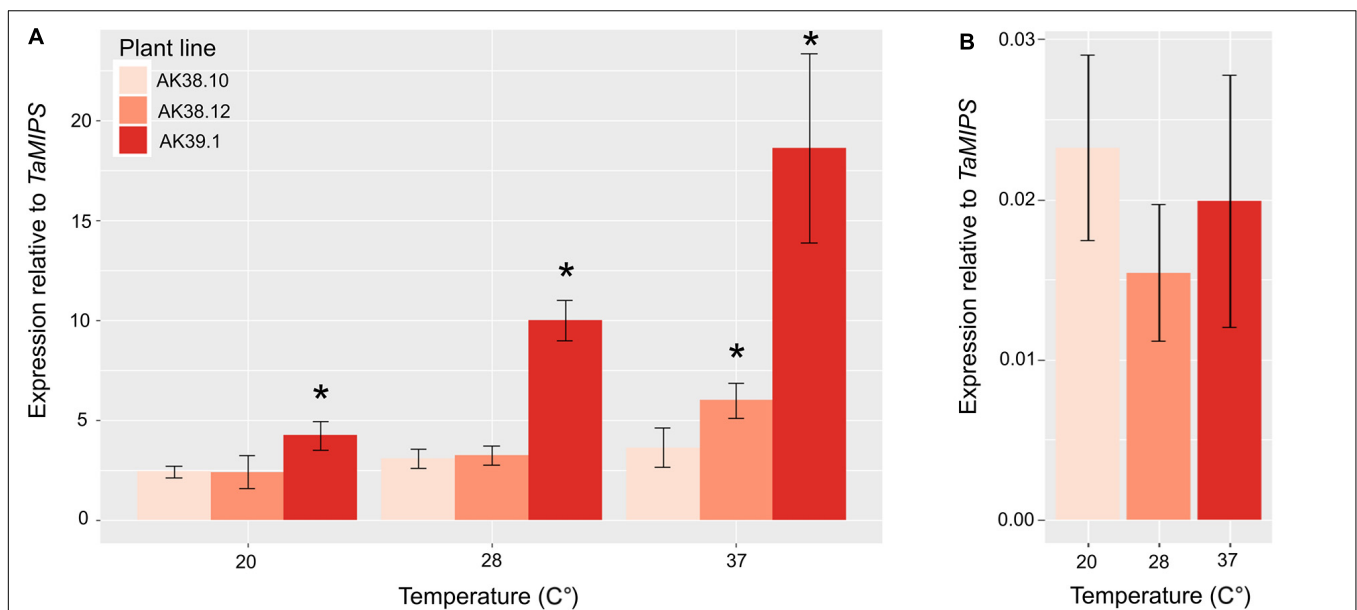 A
Plant line
AK38.10
AK38.12
AK39.1
Expression relative to TaMIPS
20
15
10
5
0
*
*
*
*
20
28
37
Temperature (C°)
B
Expression relative to TaMIPS
0.03
0.02
0.01
0.00
20
28
37
Temperature (C°)